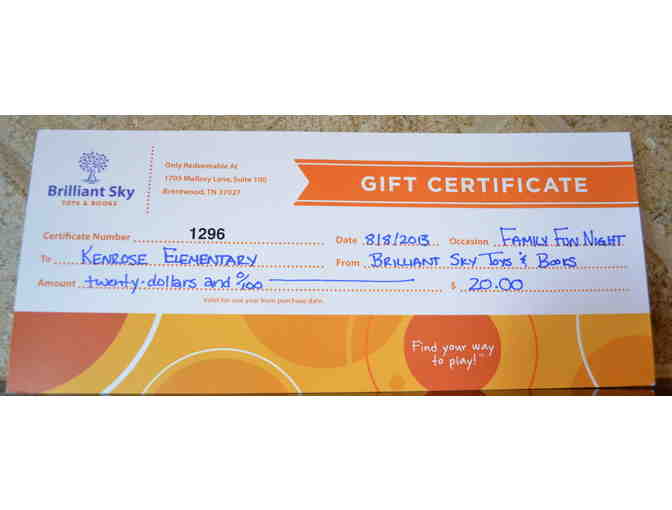 Brilliant Sky
TOYS & BOOKS
Only Redeemable At
1705 Mallory Lane, Suite 100
Brentwood, TN 37027
GIFT CERTIFICATE
Certificate Number 1296
Date 8/8/2013 Occasion FAMILY FUN NIGHT
To KENROSE ELEMENTARY
From BRILLIANT SKY TOYS & BOOKS
Amount twenty-dollars and 0/100
$ 20.00
Valid for one year from purchase date.
Find your way
to play!™